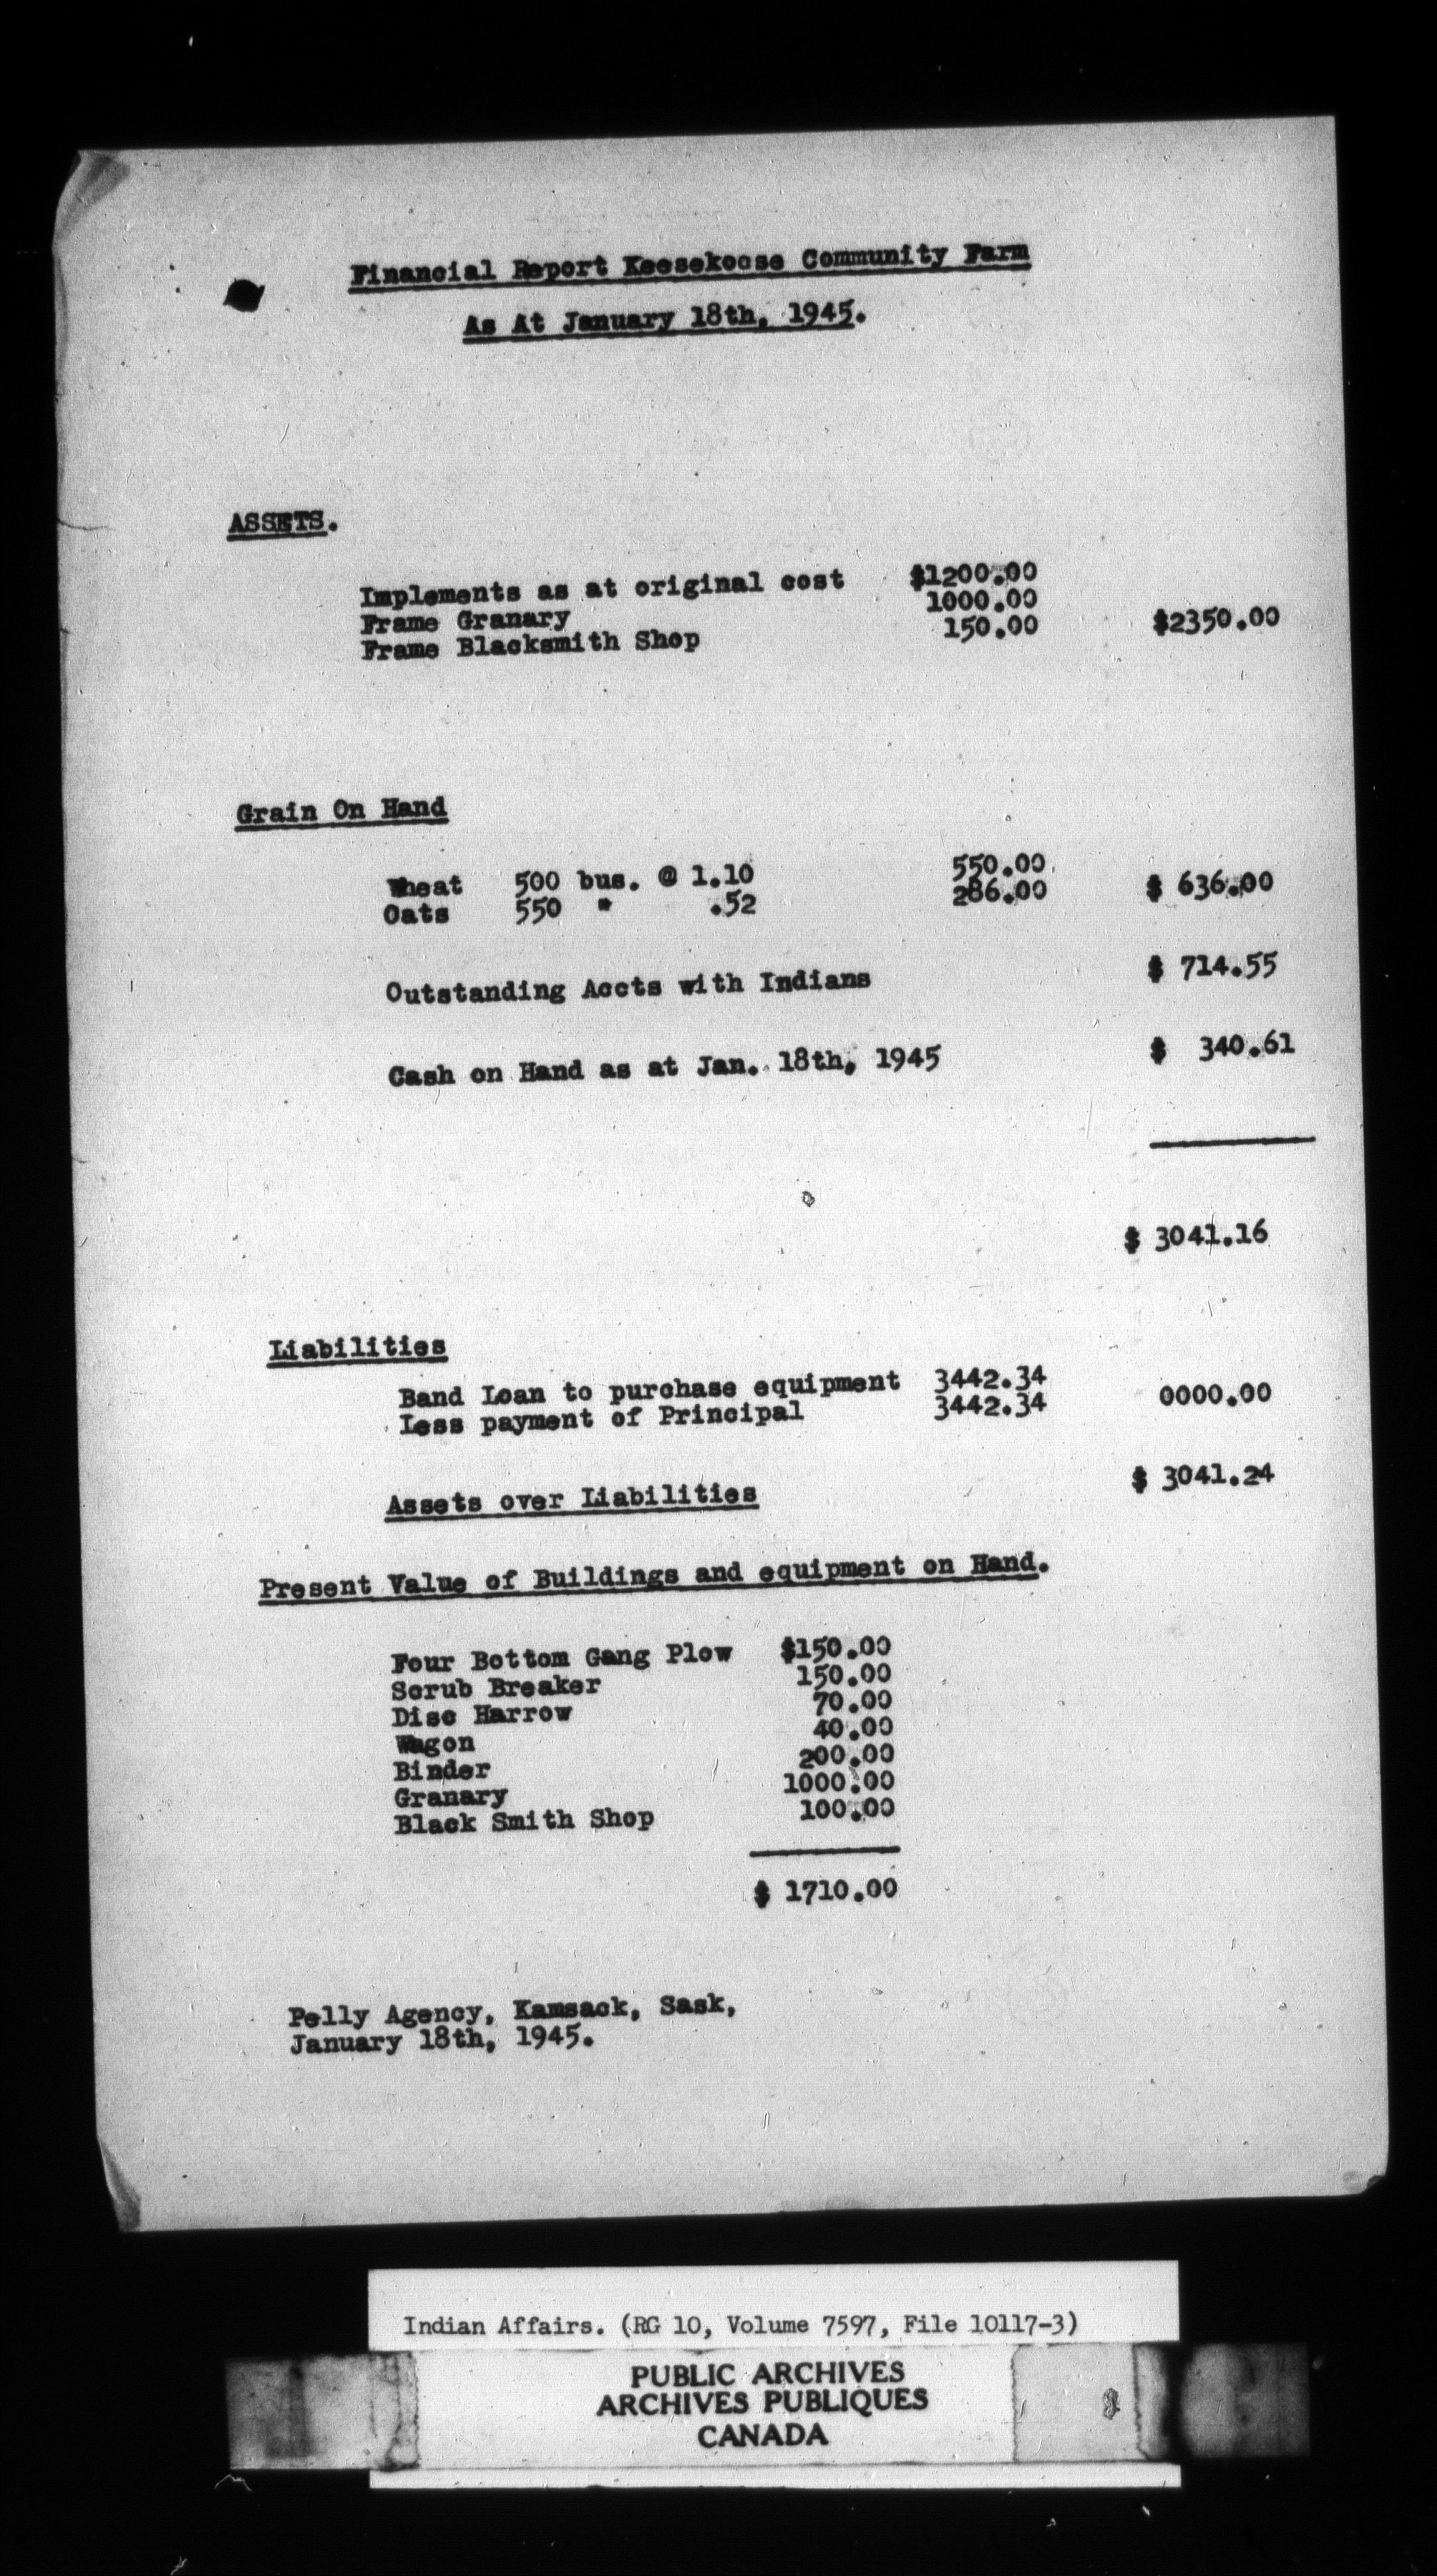 Financial Report Keesekoose Community Farm
As At January 18th, 1945.
ASSETS.
Implements as at original cost $1200.00
Frame Granary 1000.00
Frame Blacksmith Shop 150.00 $2350.00
Grain On Hand
Wheat 500 bus. @ 1.10 550.00
Oats 550 " .52 286.00 $ 636.00
Outstanding Accts with Indians $ 714.55
Cash on Hand as at Jan. 18th, 1945 $ 340.61
$ 3041.16
Liabilities
Band Loan to purchase equipment 3442.34
Less payment of Principal 3442.34 0000.00
Assets over Liabilities $ 3041.24
Present Value of Buildings and equipment on Hand.
Four Bottom Gang Plow $150.00
Scrub Breaker 150.00
Disc Harrow 70.00
Wagon 40.00
Binder 200.00
Granary 1000.00
Black Smith Shop 100.00
$ 1710.00
Pelly Agency, Kamsack, Sask,
January 18th, 1945.
Indian Affairs. (RG 10, Volume 7597, File 10117-3)
PUBLIC ARCHIVES
ARCHIVES PUBLIQUES
CANADA